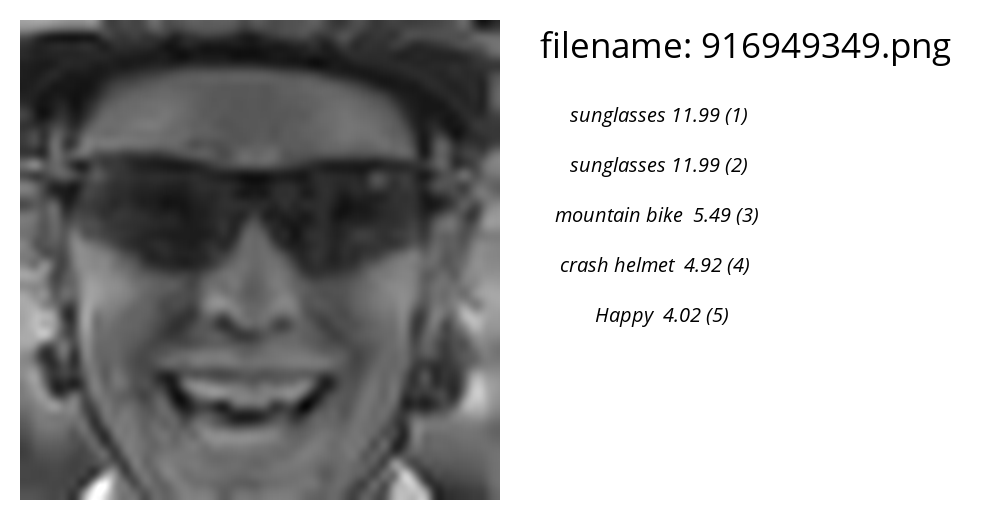 filename: 916949349.png
sunglasses 11.99 (1)
sunglasses 11.99 (2)
mountain bike  5.49 (3)
crash helmet  4.92 (4)
Happy  4.02 (5)